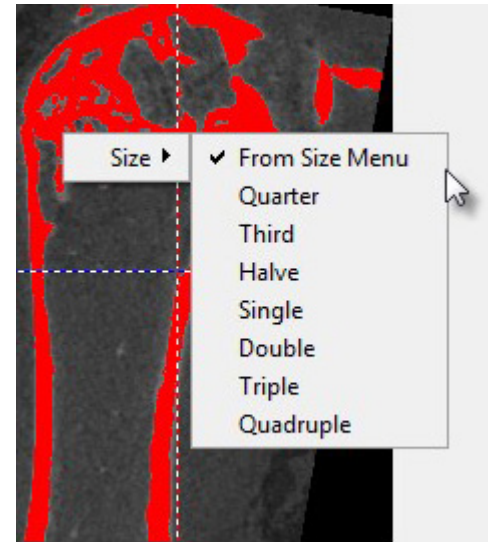 Size
From Size Menu
Quarter
Third
Halve
Single
Double
Triple
Quadruple